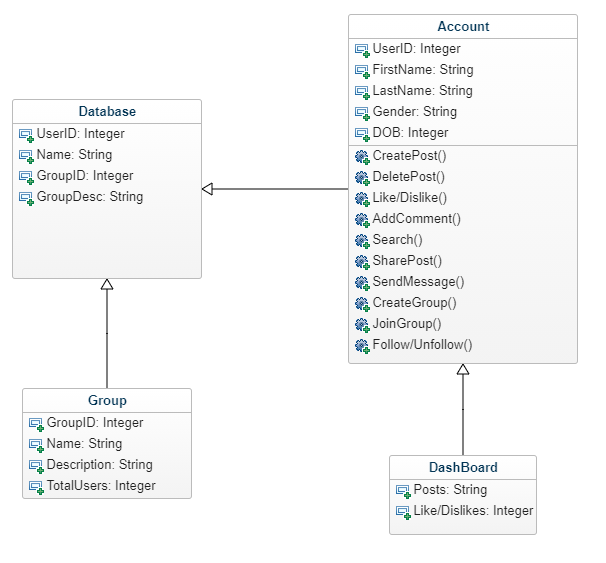 Account
UserID: Integer
FirstName: String
LastName: String
Gender: String
DOB: Integer
CreatePost()
DeletePost()
Like/Dislike()
AddComment()
Search()
SharePost()
SendMessage()
CreateGroup()
JoinGroup()
Follow/Unfollow()
Database
UserID: Integer
Name: String
GroupID: Integer
GroupDesc: String
Group
GroupID: Integer
Name: String
Description: String
TotalUsers: Integer
DashBoard
Posts: String
Like/Dislikes: Integer